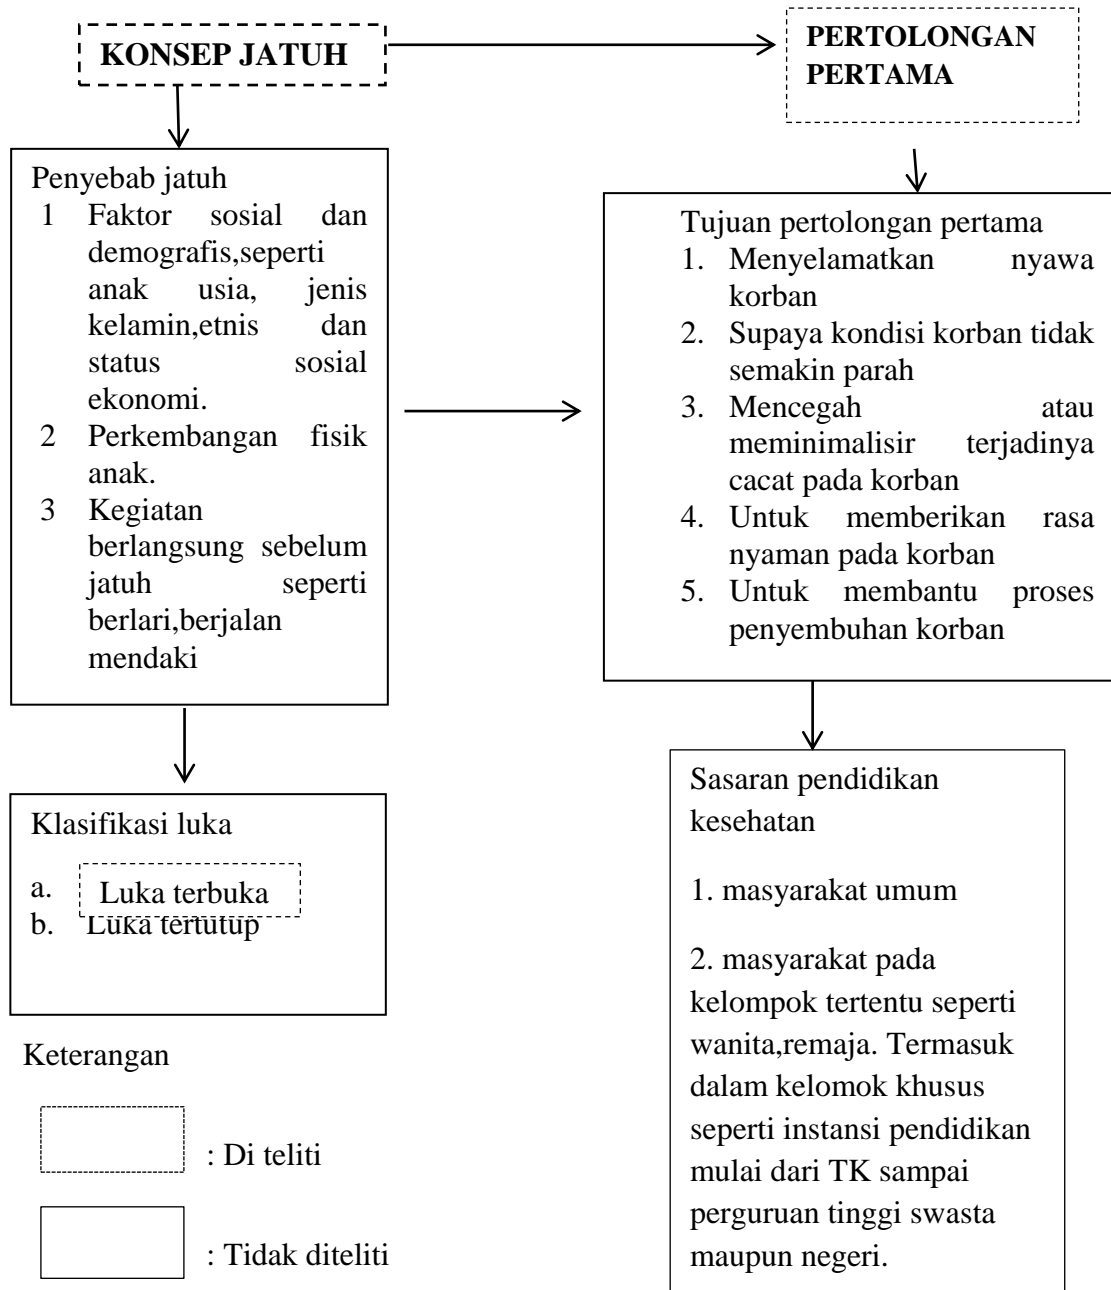 KONSEP JATUH
PERTOLONGAN
PERTAMA
Penyebab jatuh
1 Faktor sosial dan
demografis,seperti
anak usia, jenis
kelamin,etnis dan
status sosial
ekonomi.
2 Perkembangan fisik
anak.
3 Kegiatan
berlangsung sebelum
jatuh seperti
berlari,berjalan
mendaki
Tujuan pertolongan pertama
1. Menyelamatkan nyawa
korban
2. Supaya kondisi korban tidak
semakin parah
3. Mencegah atau
meminimalisir terjadinya
cacat pada korban
4. Untuk memberikan rasa
nyaman pada korban
5. Untuk membantu proses
penyembuhan korban
Klasifikasi luka
a. Luka terbuka
b. Luka tertutup
Sasaran pendidikan
kesehatan
1. masyarakat umum
2. masyarakat pada
kelompok tertentu seperti
wanita,remaja. Termasuk
dalam kelomok khusus
seperti instansi pendidikan
mulai dari TK sampai
perguruan tinggi swasta
maupun negeri.
Keterangan
: Di teliti
: Tidak diteliti